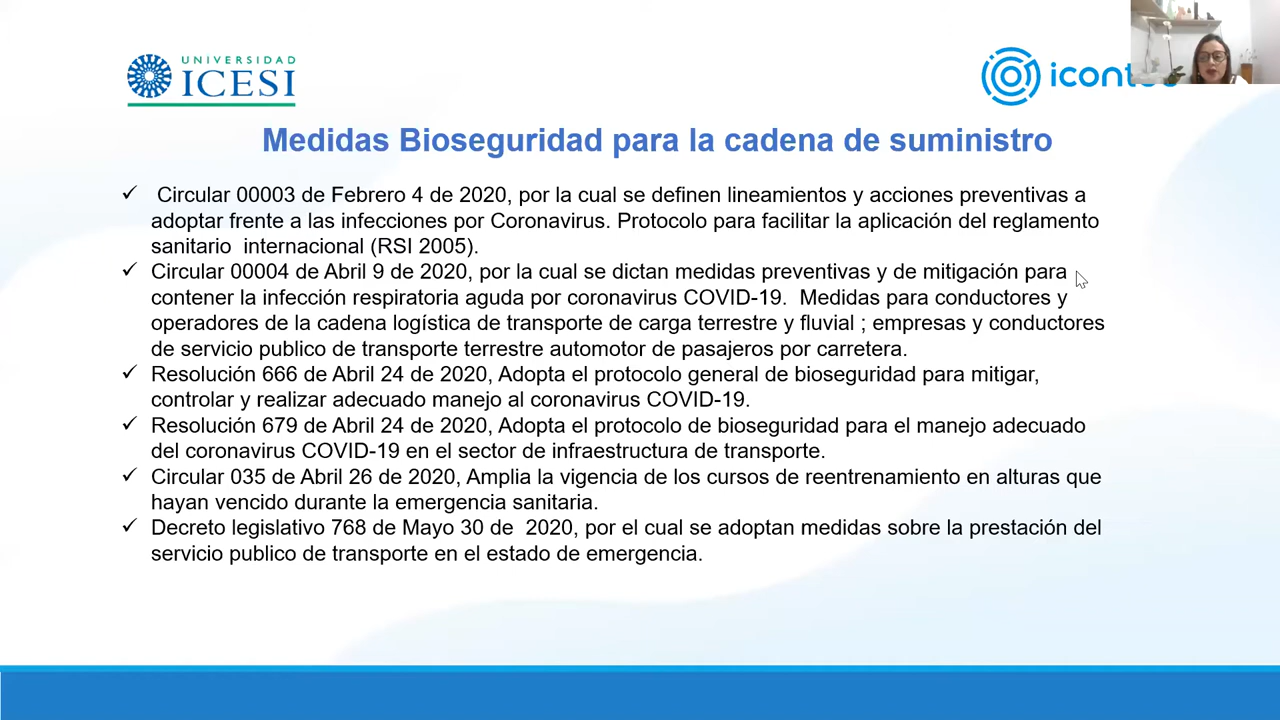 UNIVERSIDAD
ICESI
Medidas Bioseguridad para la cadena de suministro
Circular 00003 de Febrero 4 de 2020, por la cual se definen lineamientos y acciones preventivas a
adoptar frente a las infecciones por Coronavirus. Protocolo para facilitar la aplicación del reglamento
sanitario internacional (RSI 2005).
Circular 00004 de Abril 9 de 2020, por la cual se dictan medidas preventivas y de mitigación para
contener la infección respiratoria aguda por coronavirus COVID-19. Medidas para conductores y
operadores de la cadena logística de transporte de carga terrestre y fluvial ; empresas y conductores
de servicio publico de transporte terrestre automotor de pasajeros por carretera.
Resolución 666 de Abril 24 de 2020, Adopta el protocolo general de bioseguridad para mitigar,
controlar y realizar adecuado manejo al coronavirus COVID-19.
Resolución 679 de Abril 24 de 2020, Adopta el protocolo de bioseguridad para el manejo adecuado
del coronavirus COVID-19 en el sector de infraestructura de transporte.
Circular 035 de Abril 26 de 2020, Amplia la vigencia de los cursos de reentrenamiento en alturas que
hayan vencido durante la emergencia sanitaria.
Decreto legislativo 768 de Mayo 30 de 2020, por el cual se adoptan medidas sobre la prestación del
servicio publico de transporte en el estado de emergencia.